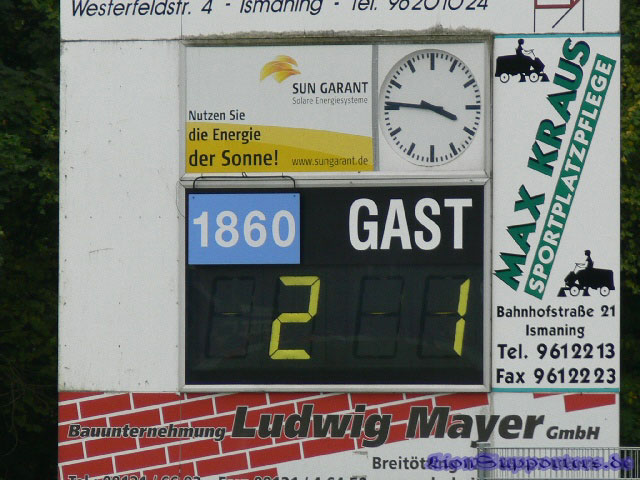 Westerfeldstr. 4 - Ismaning - Tel. 96201024
SUN GARANT
Solare Energiesysteme
Nutzen Sie
die Energie
der Sonne!
www.sungarant.de
MAX KRAUS
SPORTPLATZPFLEGE
1860 GAST
2 1
Bahnhofstraße 21
Ismaning
Tel. 9612213
Fax 9612223
Bauunternehmung Ludwig Mayer GmbH
LionSupporters.de